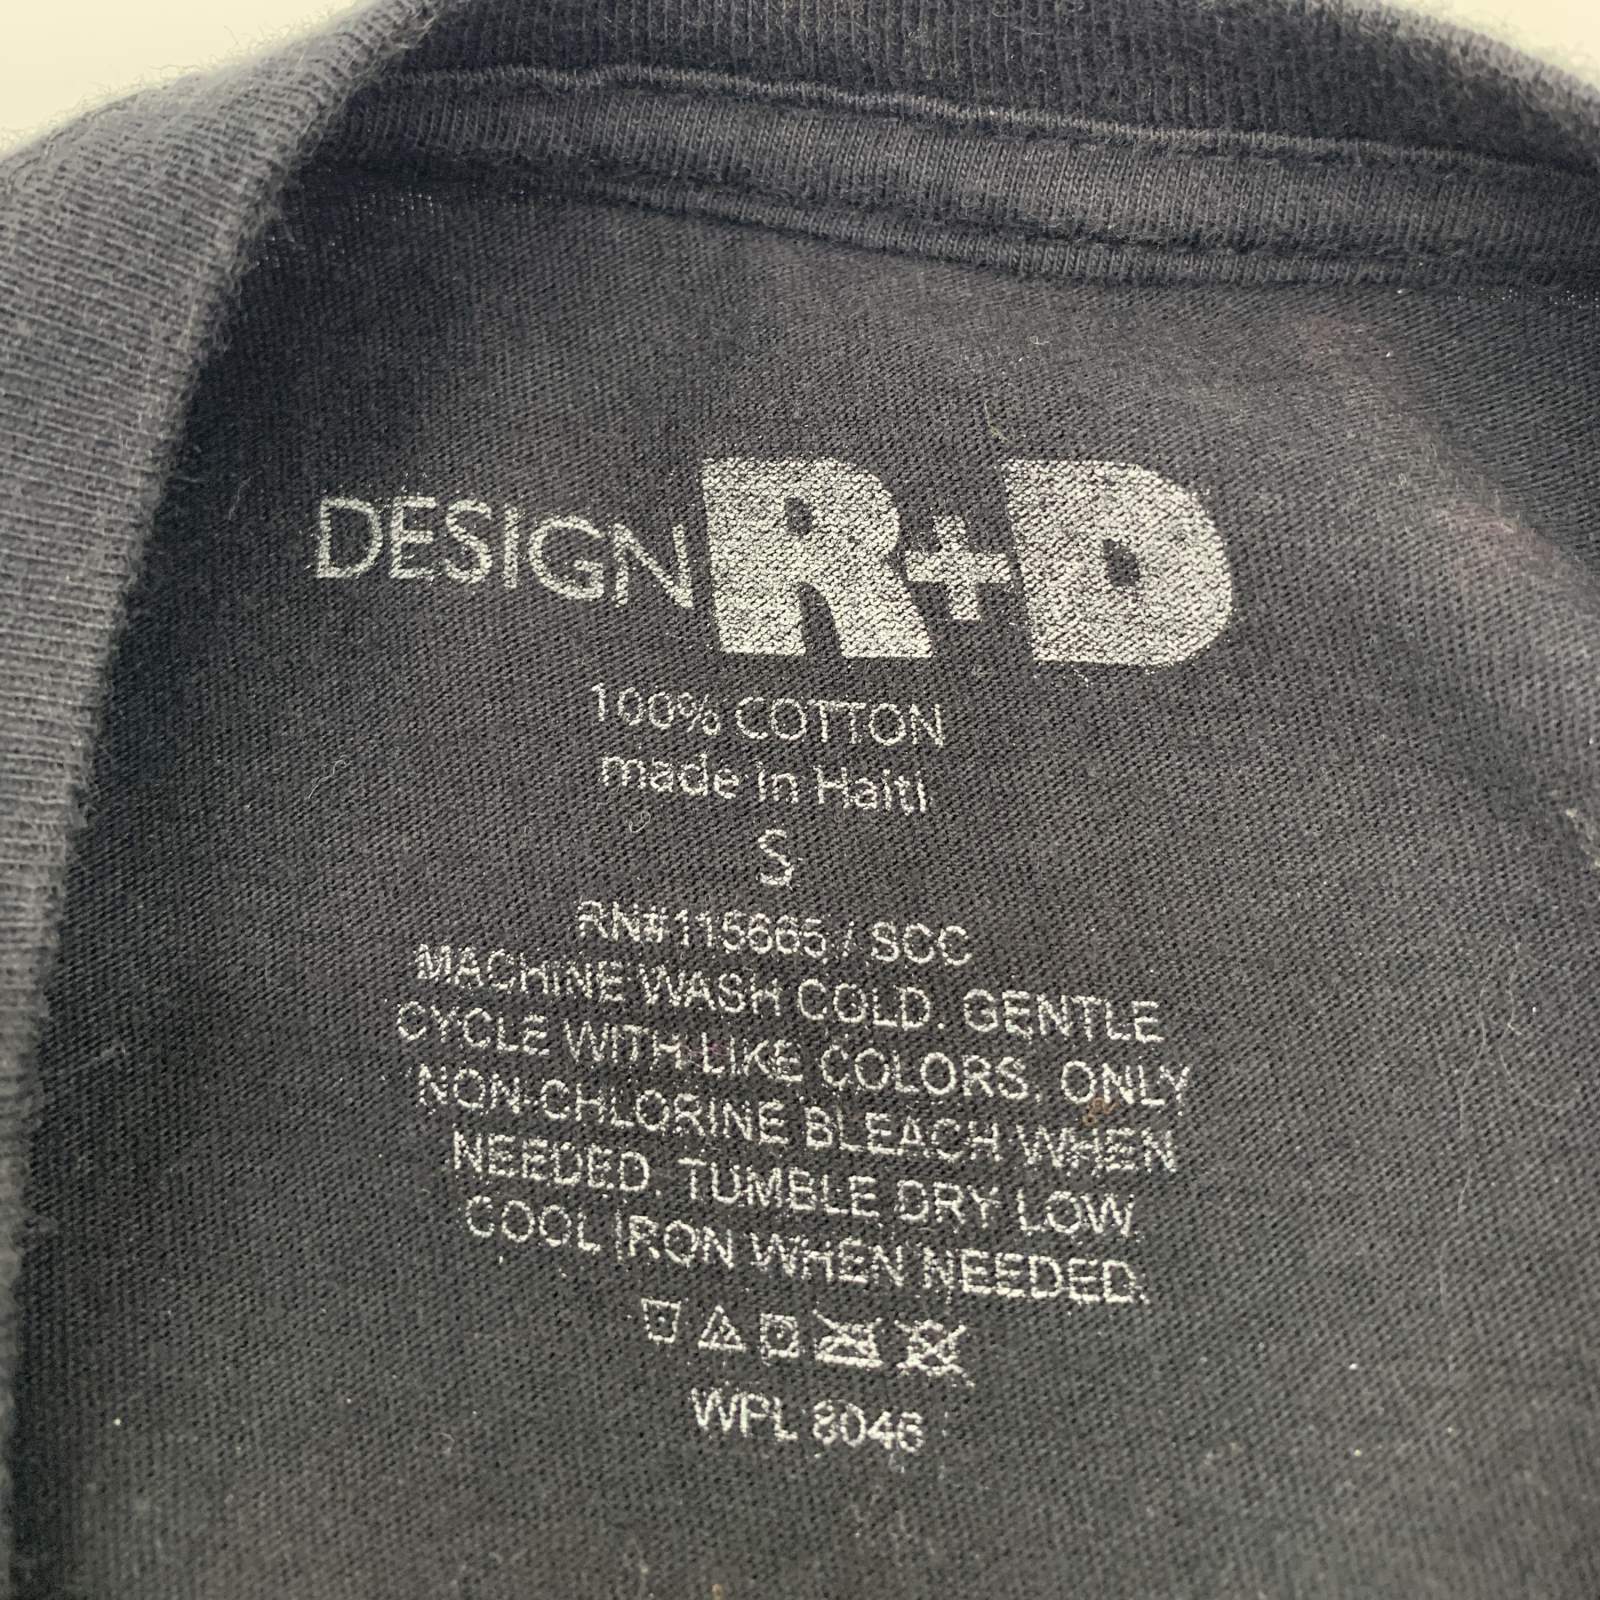 DESIGN R+D
100% COTTON
made in Haiti
S
RN#115665 / SCC
MACHINE WASH COLD. GENTLE
CYCLE WITH LIKE COLORS. ONLY
NON-CHLORINE BLEACH WHEN
NEEDED. TUMBLE DRY LOW.
COOL IRON WHEN NEEDED.
WPL 8046